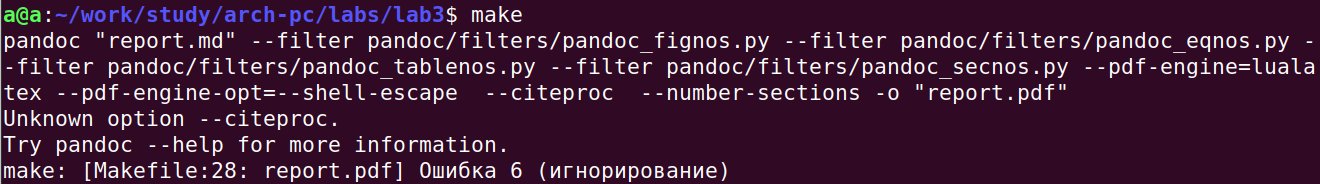 a@a:~/work/study/arch-pc/labs/lab3$ make
pandoc "report.md" --filter pandoc/filters/pandoc_fignos.py --filter pandoc/filters/pandoc_eqnos.py -
-filter pandoc/filters/pandoc_tablenos.py --filter pandoc/filters/pandoc_secnos.py --pdf-engine=luala
tex --pdf-engine-opt=--shell-escape  --citeproc  --number-sections -o "report.pdf"
Unknown option --citeproc.
Try pandoc --help for more information.
make: [Makefile:28: report.pdf] Ошибка 6 (игнорирование)